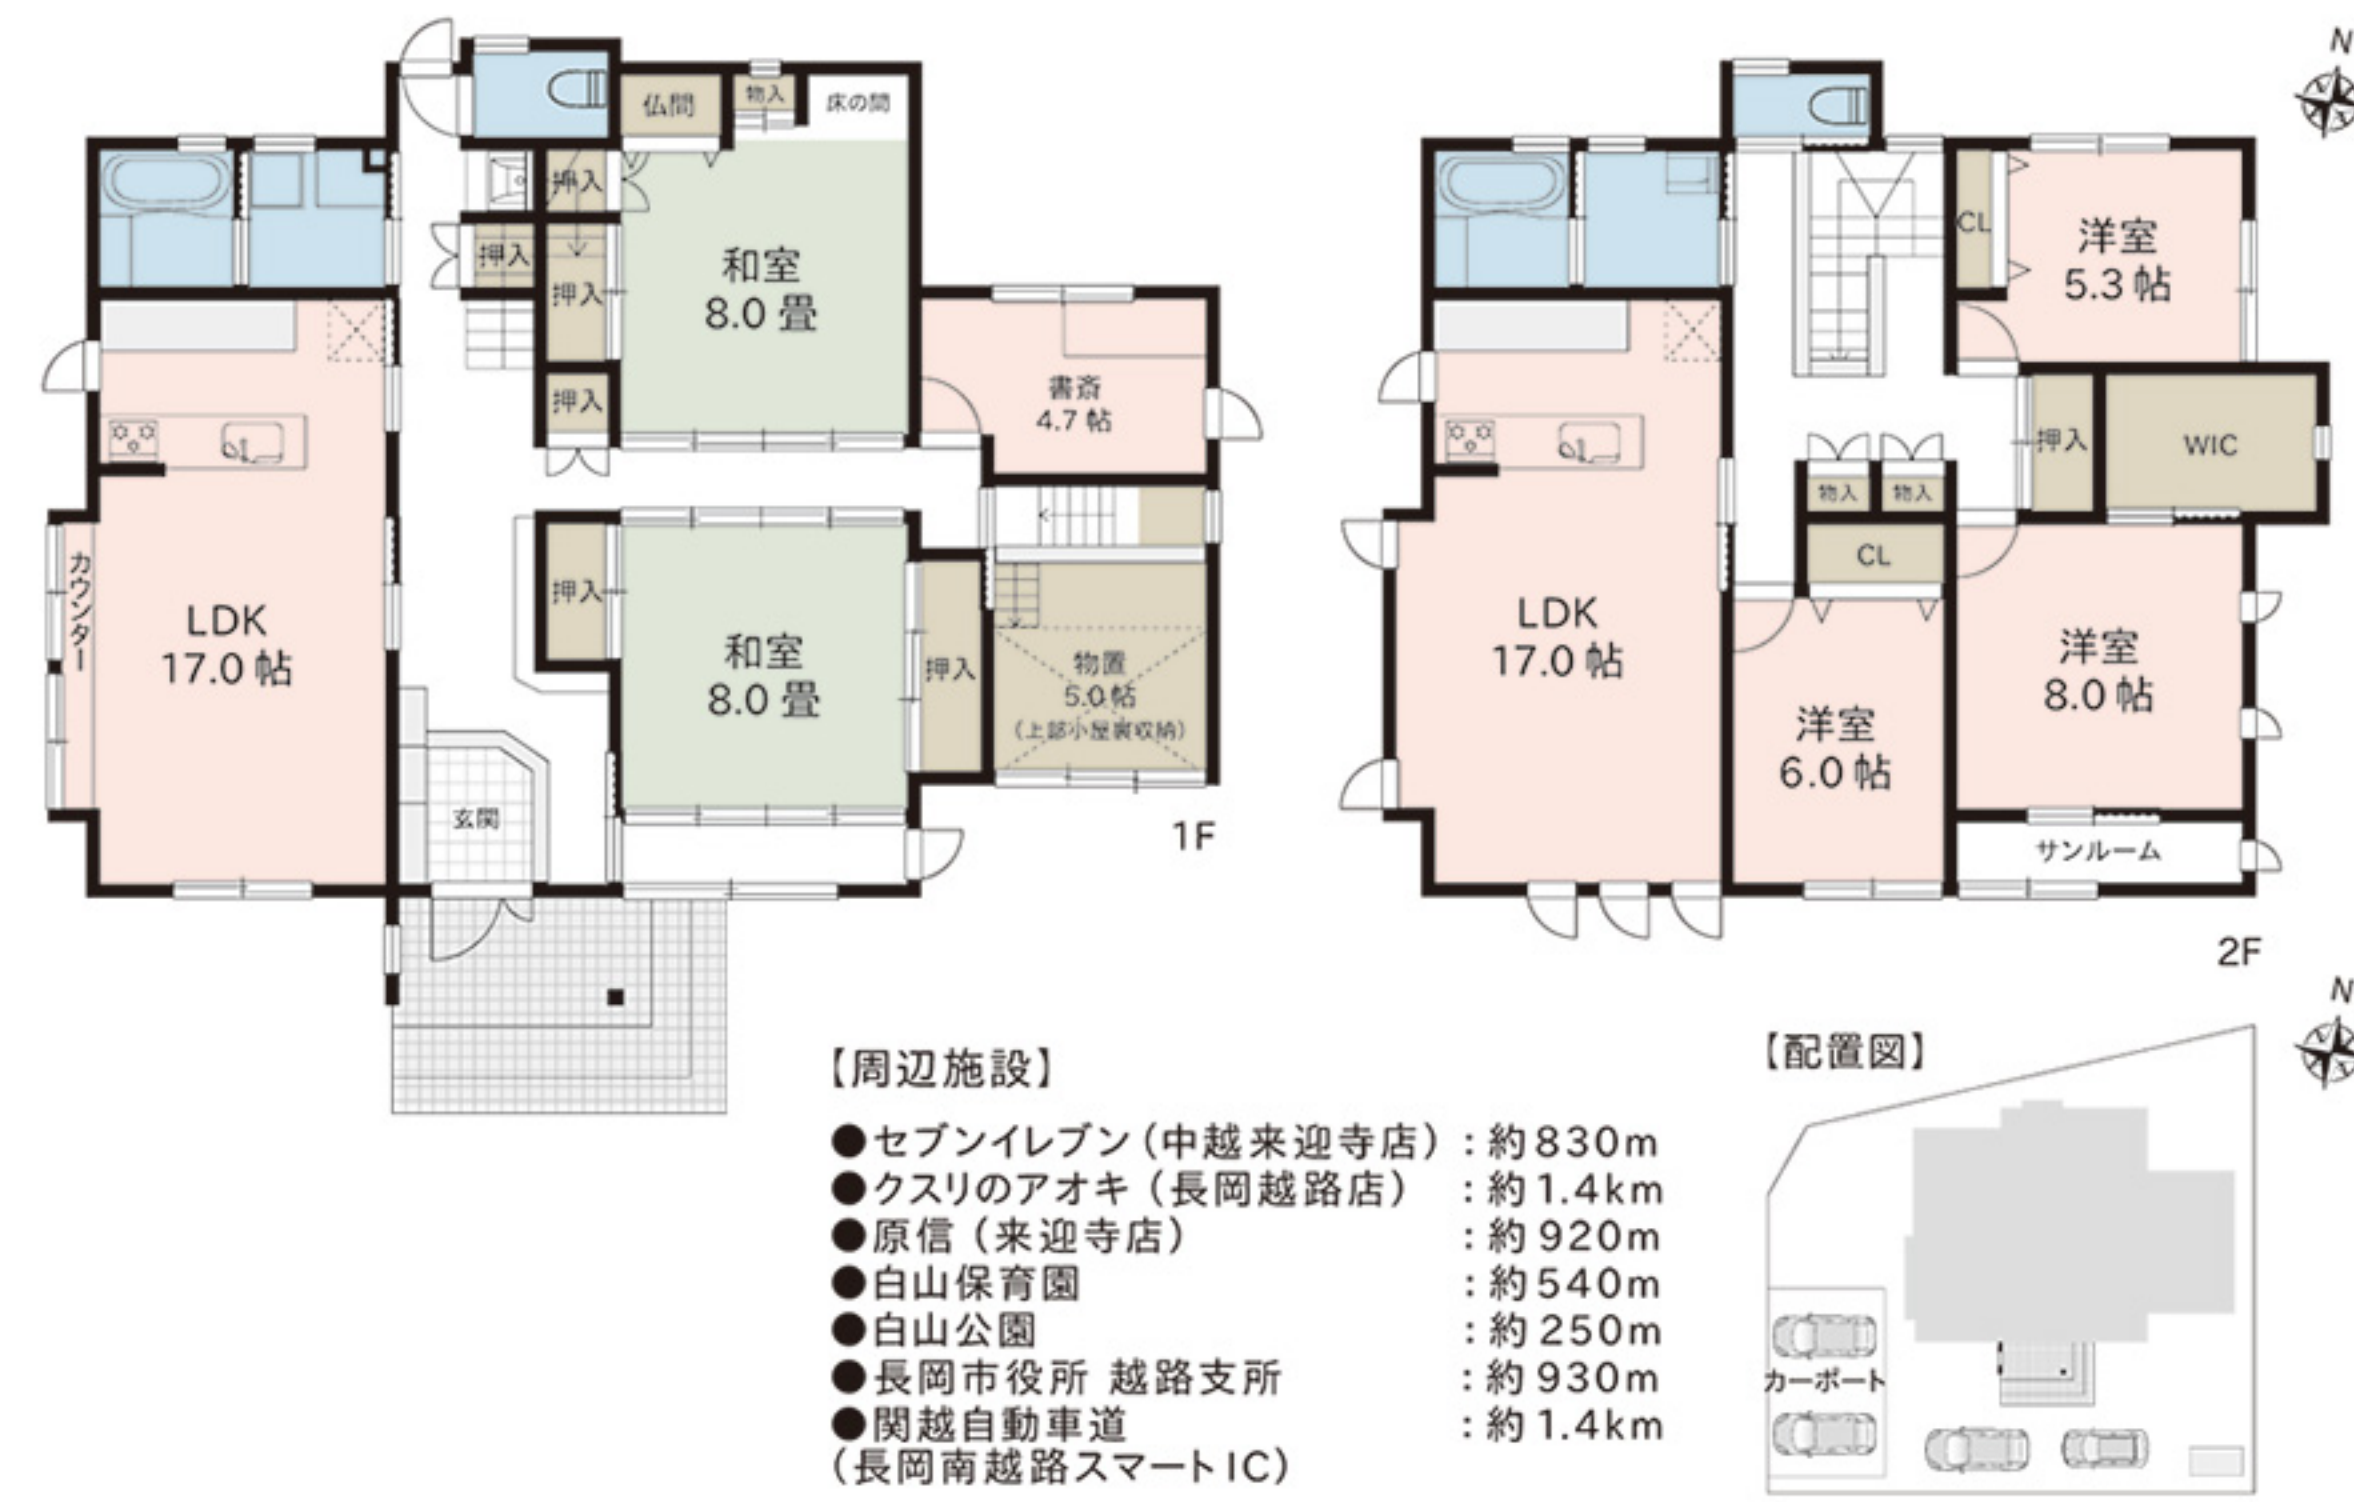 N
仏間
物入
床の間
押入
押入
押入
押入
和室
8.0 畳
書斎
4.7 帖
カウンター
LDK
17.0 帖
押入
和室
8.0 畳
押入
物置
5.0 帖
(上部小屋裏収納)
玄関
1F
CL
洋室
5.3 帖
押入
WIC
物入
物入
CL
LDK
17.0 帖
洋室
6.0 帖
洋室
8.0 帖
サンルーム
2F
N
【周辺施設】
●セブンイレブン（中越来迎寺店）：約830m
●クスリのアオキ（長岡越路店）：約1.4km
●原信（来迎寺店）：約920m
●白山保育園：約540m
●白山公園：約250m
●長岡市役所 越路支所：約930m
●関越自動車道：約1.4km
（長岡南越路スマートIC）
【配置図】
カーポート